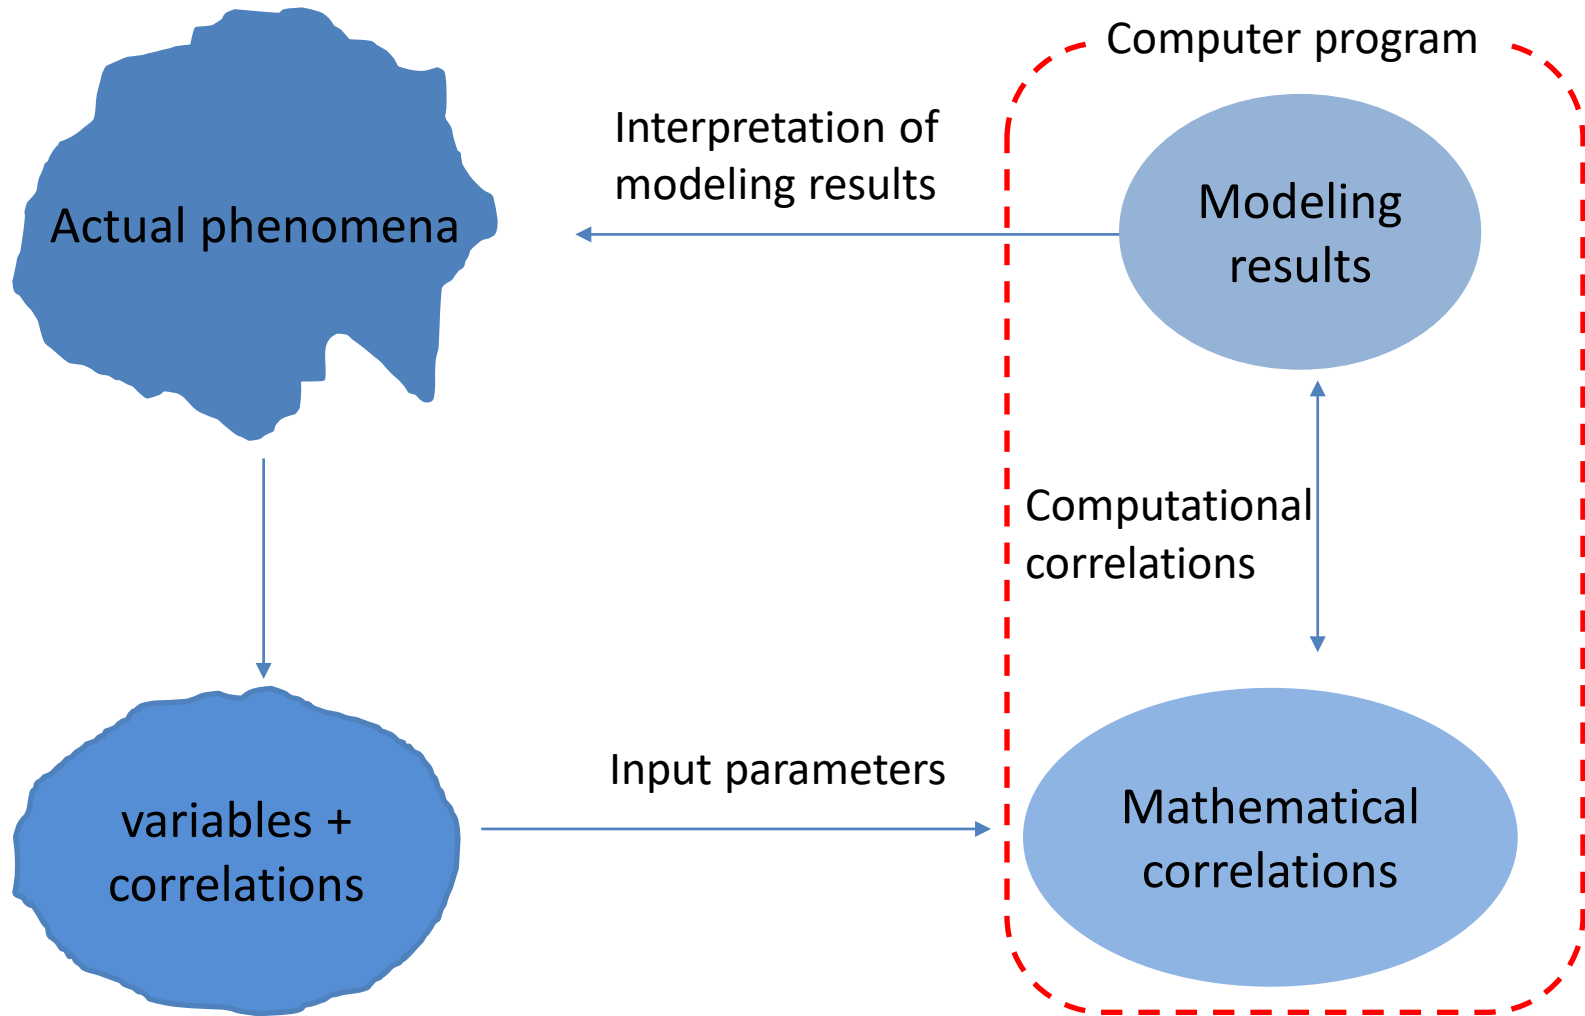 Computer program
Interpretation of
modeling results
Actual phenomena
Modeling
results
Computational
correlations
Input parameters
variables +
correlations
Mathematical
correlations